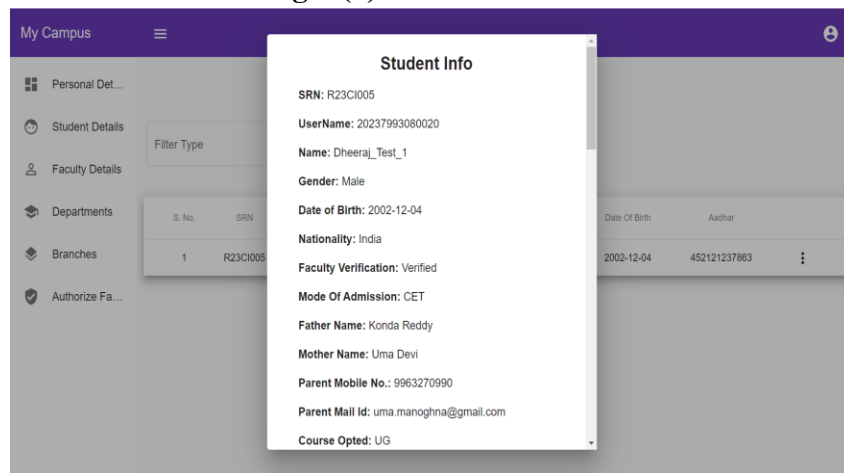 My Campus
Personal Det...
Student Details
Faculty Details
Departments
Branches
Authorize Fa...
Filter Type
S. No. SRN Date Of Birth Aadhar
1 R23CI005 2002-12-04 452121237863
Student Info
SRN: R23CI005
UserName: 20237993080020
Name: Dheeraj_Test_1
Gender: Male
Date of Birth: 2002-12-04
Nationality: India
Faculty Verification: Verified
Mode Of Admission: CET
Father Name: Konda Reddy
Mother Name: Uma Devi
Parent Mobile No.: 9963270990
Parent Mail Id: uma.manoghna@gmail.com
Course Opted: UG